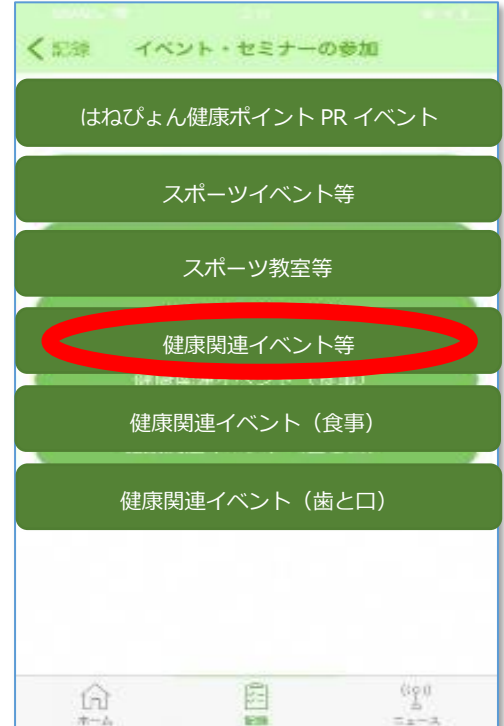 記録 イベント・セミナーの参加
はねぴょん健康ポイント PR イベント
スポーツイベント等
スポーツ教室等
健康関連イベント等
健康関連イベント（食事）
健康関連イベント（歯と口）
ホーム 記録 ニュース